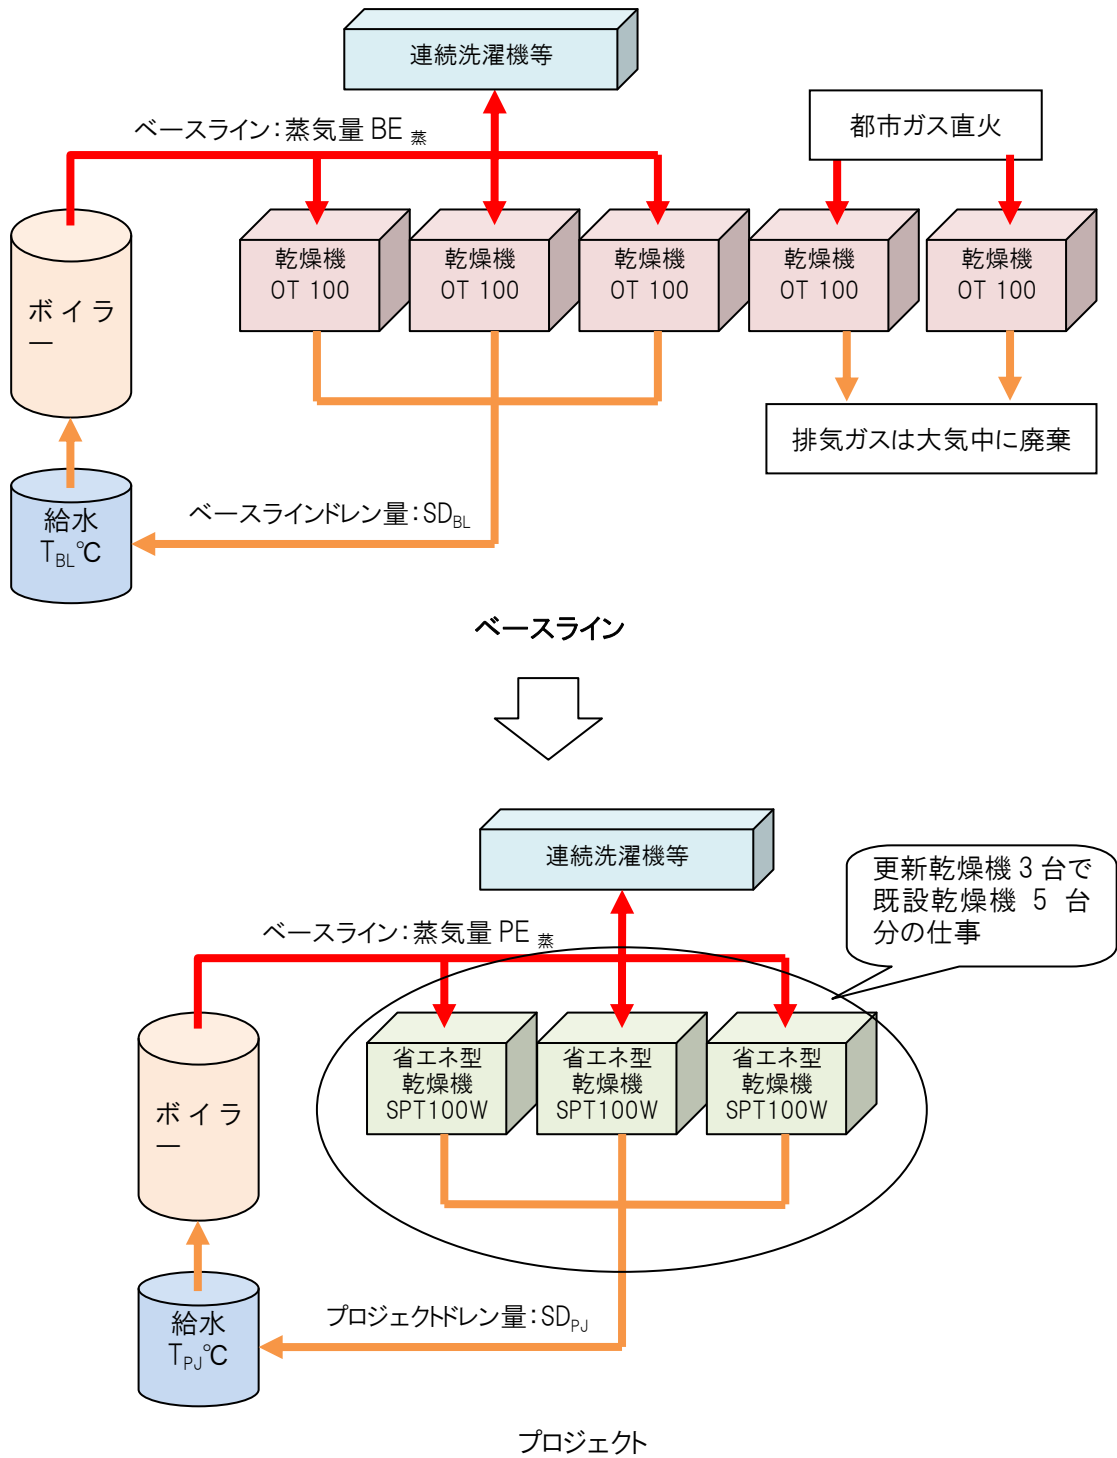 連続洗濯機等
ベースライン：蒸気量 BE 蒸
都市ガス直火
乾燥機
OT 100
乾燥機
OT 100
乾燥機
OT 100
乾燥機
OT 100
乾燥機
OT 100
ボイラ
ー
排気ガスは大気中に廃棄
ベースラインドレン量：SDBL
給水
TBL℃
ベースライン
連続洗濯機等
更新乾燥機 3 台で
既設乾燥機 5 台
分の仕事
ベースライン：蒸気量 PE 蒸
省エネ型
乾燥機
SPT100W
省エネ型
乾燥機
SPT100W
省エネ型
乾燥機
SPT100W
ボイラ
ー
プロジェクトドレン量：SDPJ
給水
TPJ℃
プロジェクト